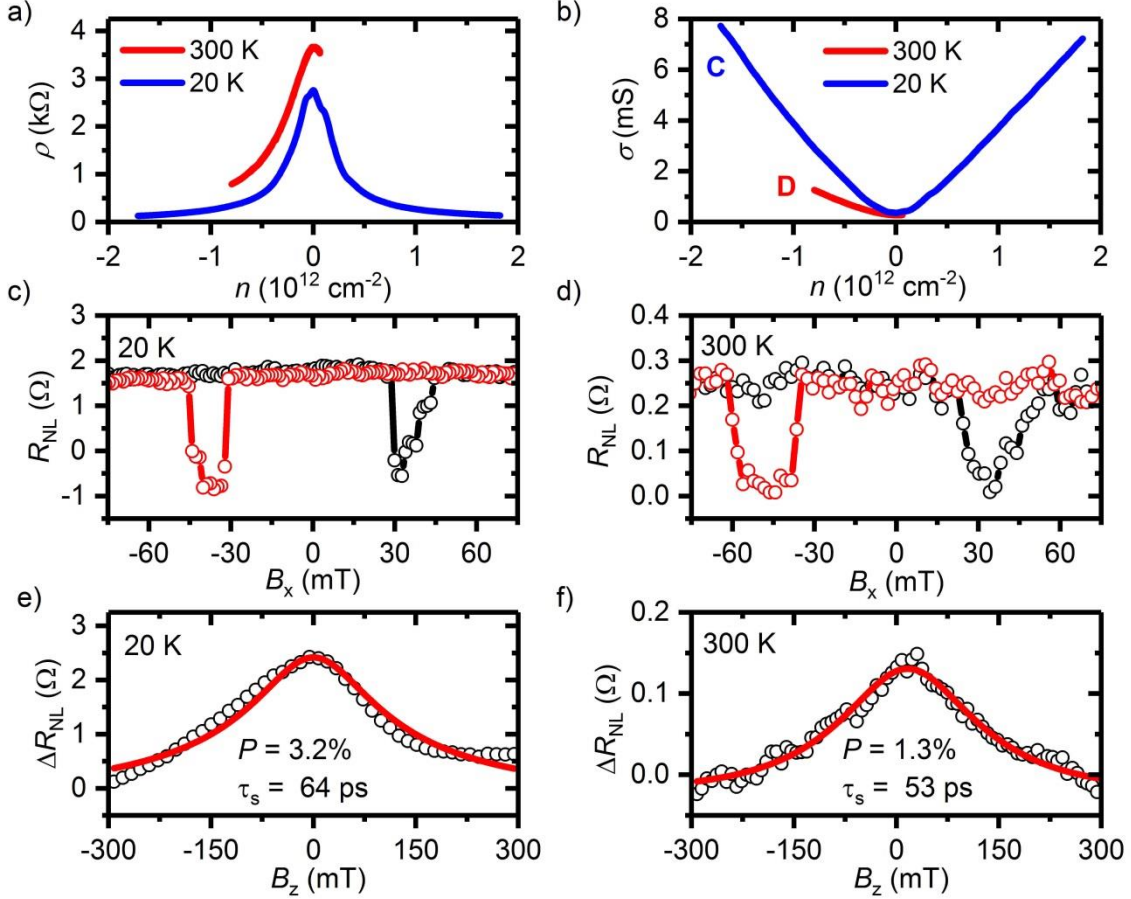 a)
300 K
20 K
ρ (kΩ)
4
3
2
1
0
-2 -1 0 1 2
n (10¹² cm⁻²)
b)
300 K
20 K
C
D
σ (mS)
8
6
4
2
0
-2 -1 0 1 2
n (10¹² cm⁻²)
c)
20 K
R_NL (Ω)
3
2
1
0
-1
-60 -30 0 30 60
B_x (mT)
d)
300 K
R_NL (Ω)
0.4
0.3
0.2
0.1
0.0
-60 -30 0 30 60
B_x (mT)
e)
20 K
ΔR_NL (Ω)
3
2
1
0
P = 3.2%
τ_s = 64 ps
-300 -150 0 150 300
B_z (mT)
f)
300 K
ΔR_NL (Ω)
0.2
0.1
0.0
P = 1.3%
τ_s = 53 ps
-300 -150 0 150 300
B_z (mT)